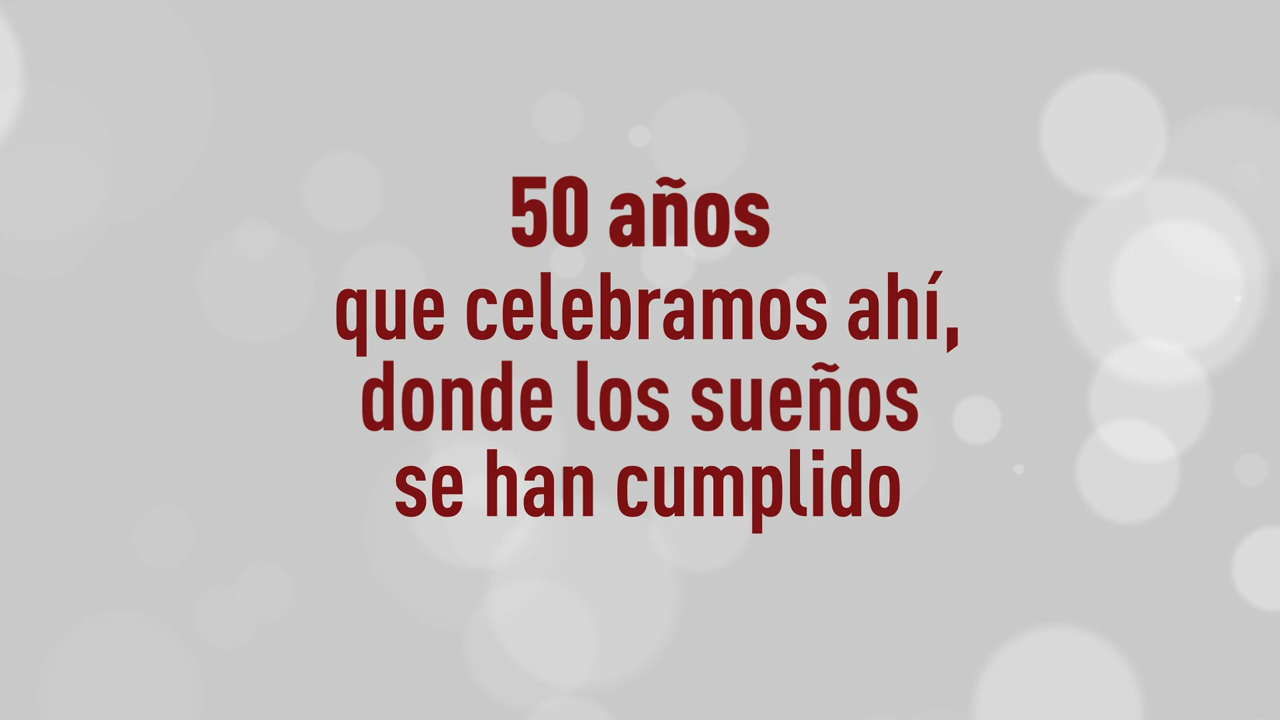 50 años
que celebramos ahí,
donde los sueños
se han cumplido